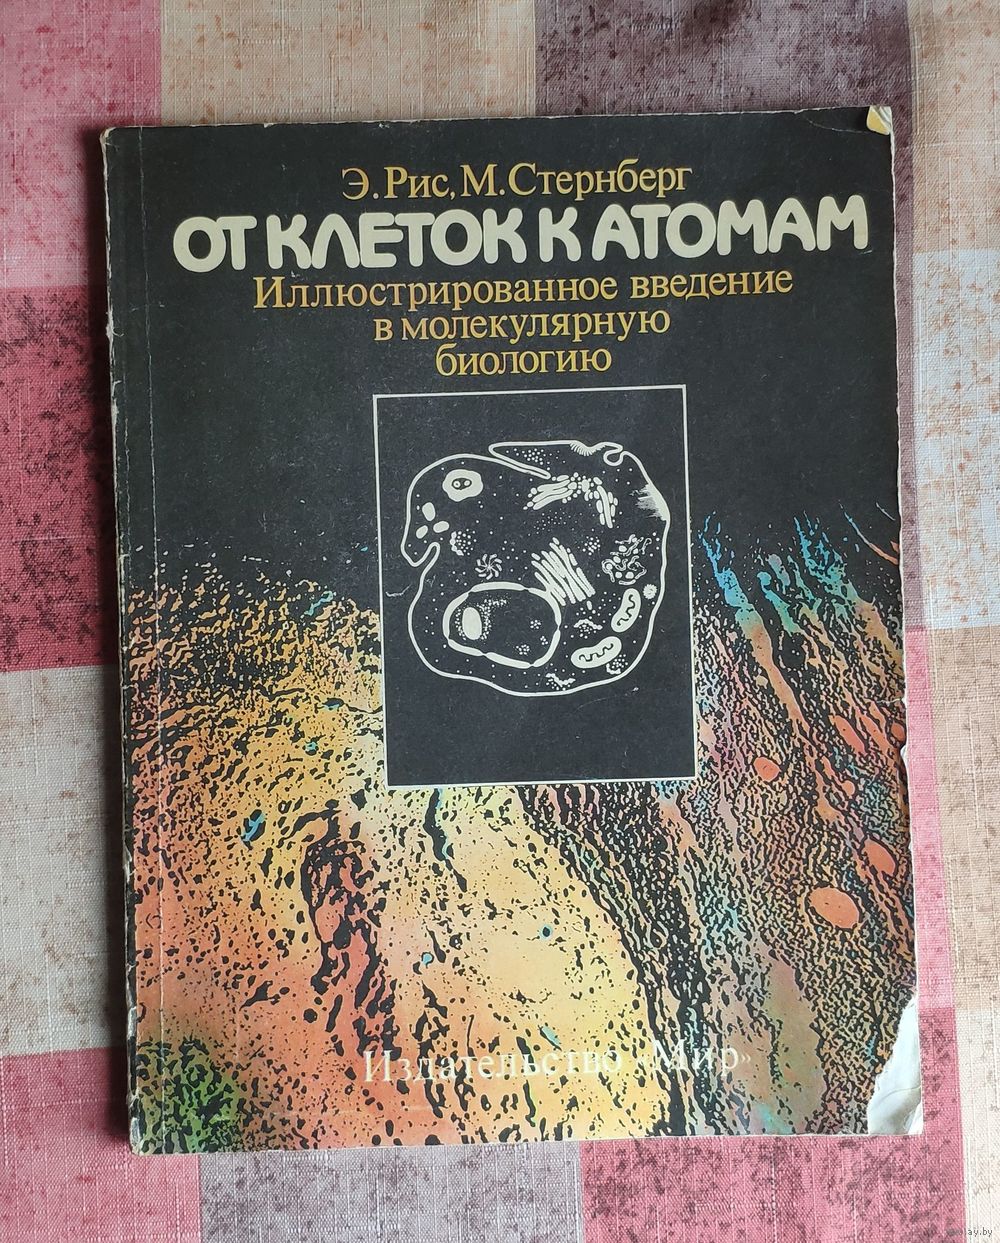 Э. Рис, М. Стернберг
ОТ КЛЕТОК К АТОМАМ
Иллюстрированное введение
в молекулярную
биологию
Издательство «Мир»